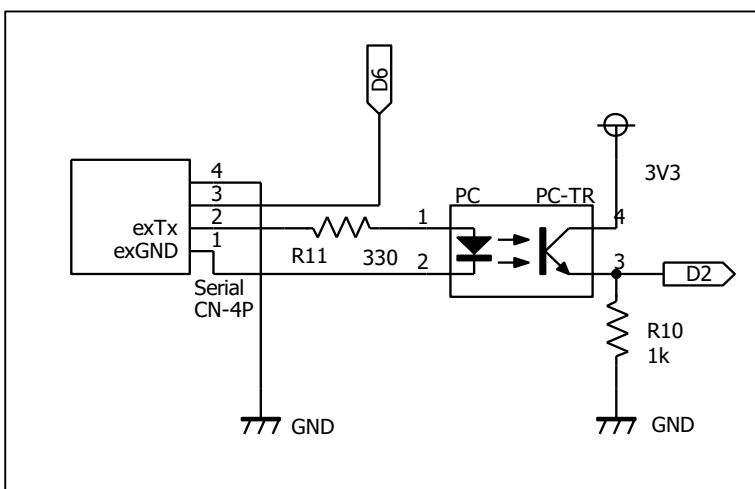 D6
3V3
4
3
exTx 2
exGND 1
Serial
CN-4P
R11 330
1
2
PC PC-TR
4
3
D2
R10
1k
GND
GND